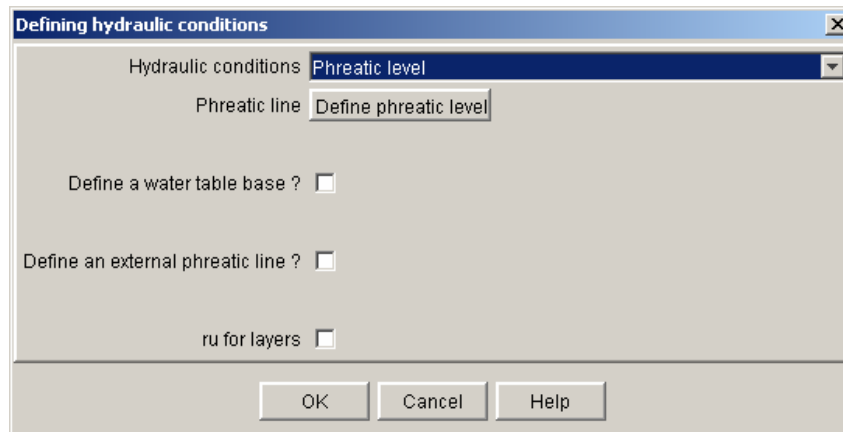 Defining hydraulic conditions
Hydraulic conditions Phreatic level
Phreatic line Define phreatic level
Define a water table base ?
Define an external phreatic line ?
ru for layers
OK Cancel Help